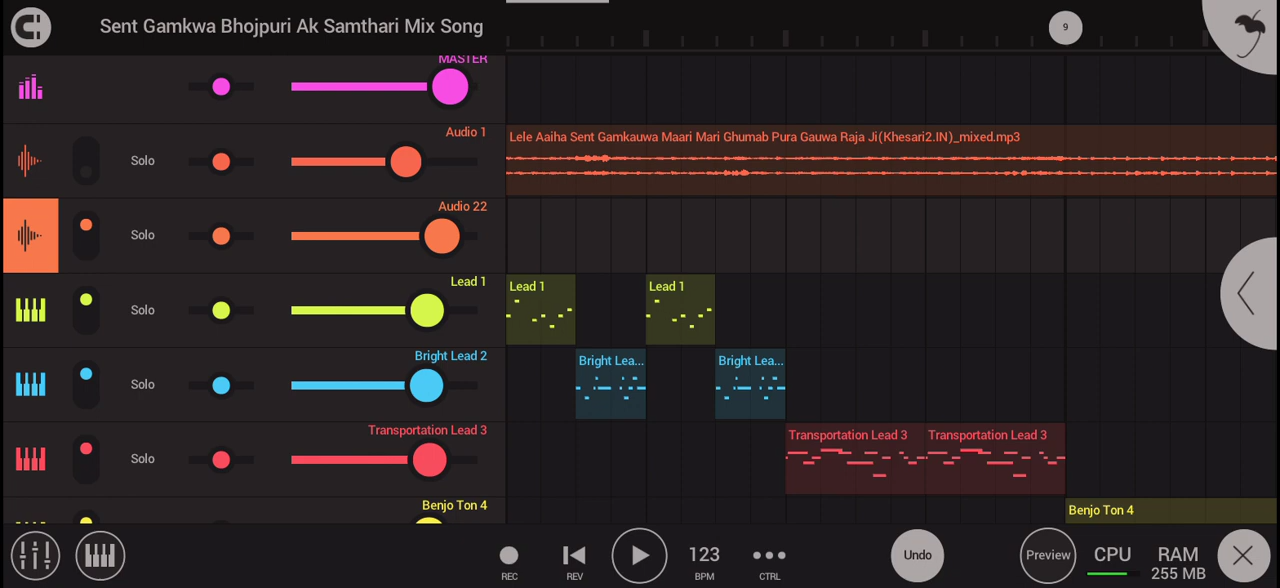 Sent Gamkwa Bhojpuri Ak Samthari Mix Song
9
MASTER
Audio 1
Solo
Lele Aaiha Sent Gamkauwa Maari Mari Ghumab Pura Gauwa Raja Ji(Khesari2.IN)_mixed.mp3
Audio 22
Solo
Lead 1
Solo
Lead 1
Lead 1
Bright Lead 2
Solo
Bright Lea...
Bright Lea...
Transportation Lead 3
Solo
Transportation Lead 3
Transportation Lead 3
Benjo Ton 4
Benjo Ton 4
REC
REV
123
BPM
CTRL
Undo
Preview
CPU
RAM
255 MB